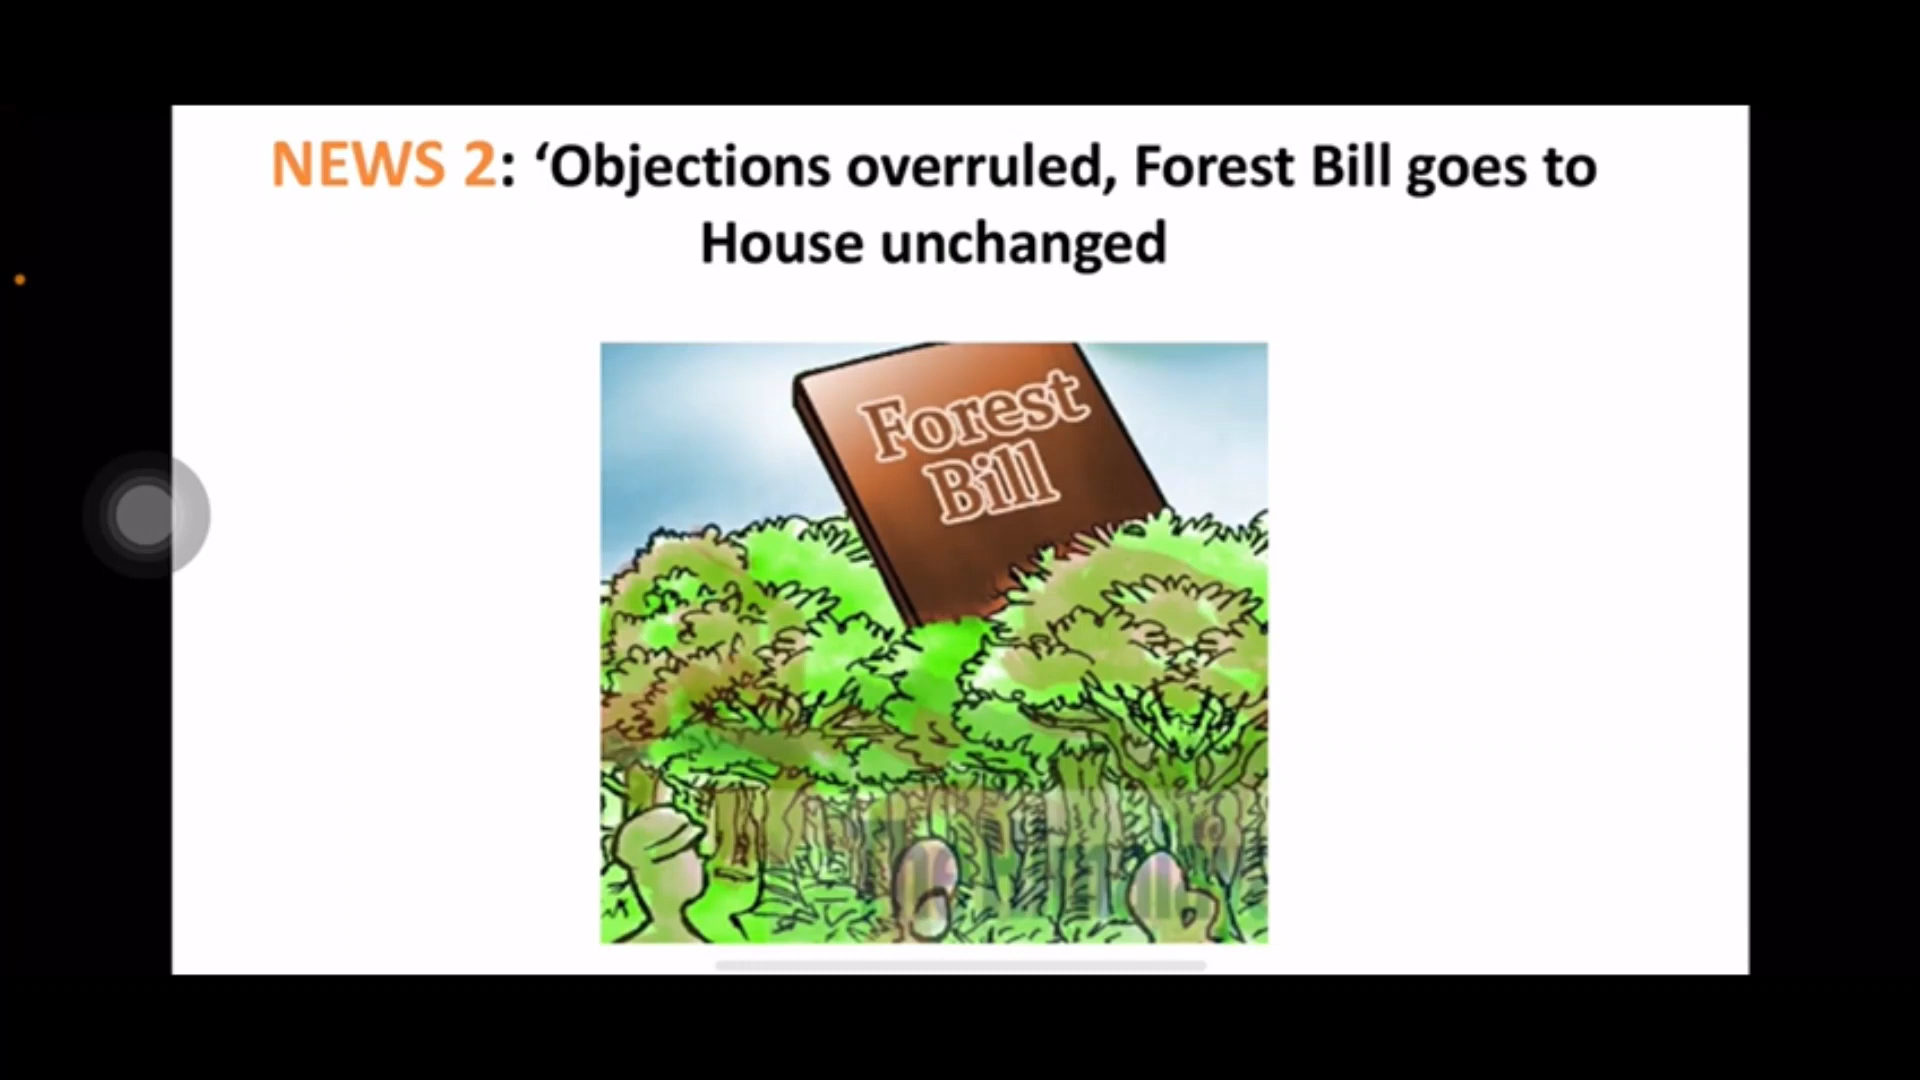 NEWS 2: ‘Objections overruled, Forest Bill goes to
House unchanged
Forest
Bill